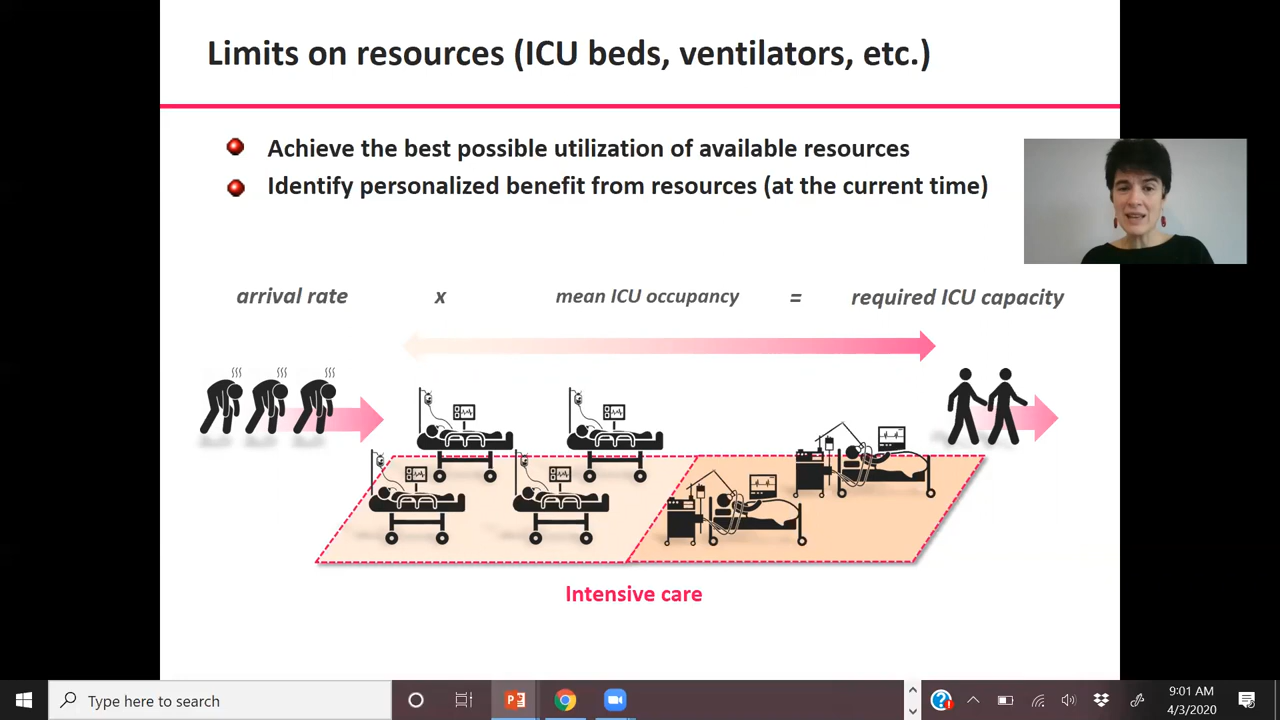 Limits on resources (ICU beds, ventilators, etc.)
Achieve the best possible utilization of available resources
Identify personalized benefit from resources (at the current time)
arrival rate x mean ICU occupancy = required ICU capacity
Intensive care
Type here to search
9:01 AM
4/3/2020